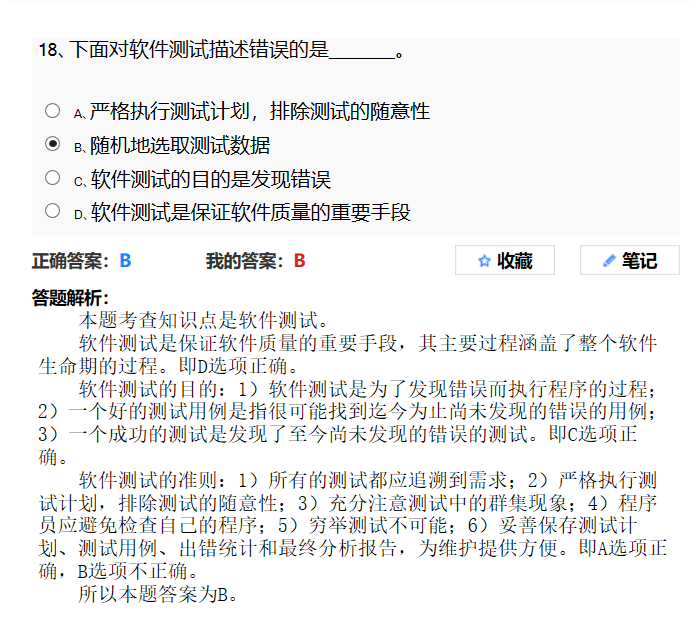 18、下面对软件测试描述错误的是_______。
A、严格执行测试计划，排除测试的随意性
B、随机地选取测试数据
C、软件测试的目的是发现错误
D、软件测试是保证软件质量的重要手段
正确答案：B 我的答案：B 收藏 笔记
答题解析：
本题考查知识点是软件测试。
软件测试是保证软件质量的重要手段，其主要过程涵盖了整个软件
生命期的过程。即D选项正确。
软件测试的目的：1）软件测试是为了发现错误而执行程序的过程；
2）一个好的测试用例是指很可能找到迄今为止尚未发现的错误的用例；
3）一个成功的测试是发现了至今尚未发现的错误的测试。即C选项正
确。
软件测试的准则：1）所有的测试都应追溯到需求；2）严格执行测
试计划，排除测试的随意性；3）充分注意测试中的群集现象；4）程序
员应避免检查自己的程序；5）穷举测试不可能；6）妥善保存测试计
划、测试用例、出错统计和最终分析报告，为维护提供方便。即A选项正
确，B选项不正确。
所以本题答案为B。